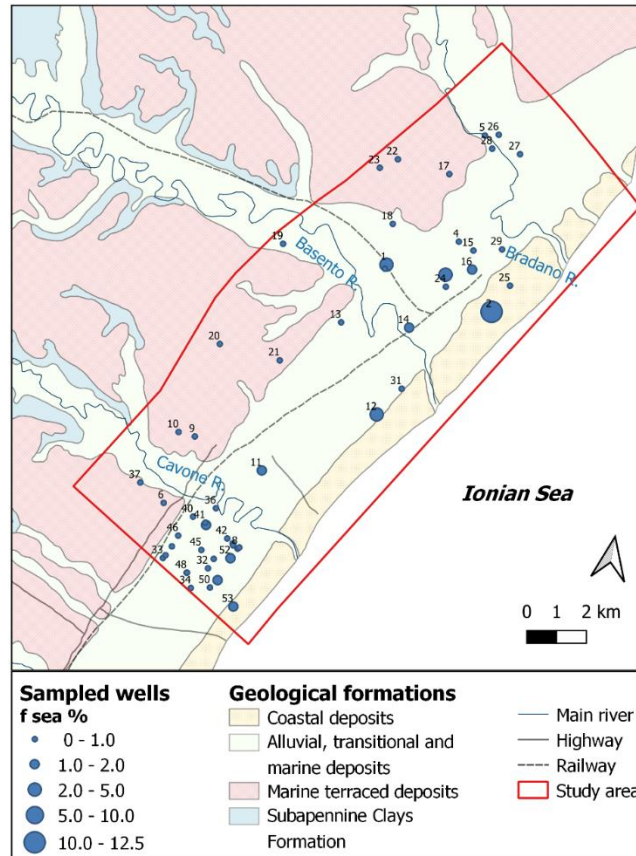 5 26
28
27
22
23
17
18
4
15
29
19
Basento R.
1
16
Bradano R.
24
25
2
13
14
20
21
31
12
10
9
11
Cavone R.
37
6
36
40
41
46
42
8
45
33
32
52
48
34
50
53
Ionian Sea
0 1 2 km
Sampled wells
f sea %
0 - 1.0
1.0 - 2.0
2.0 - 5.0
5.0 - 10.0
10.0 - 12.5
Geological formations
Coastal deposits
Alluvial, transitional and
marine deposits
Marine terraced deposits
Subapennine Clays
Formation
Main river
Highway
Railway
Study area